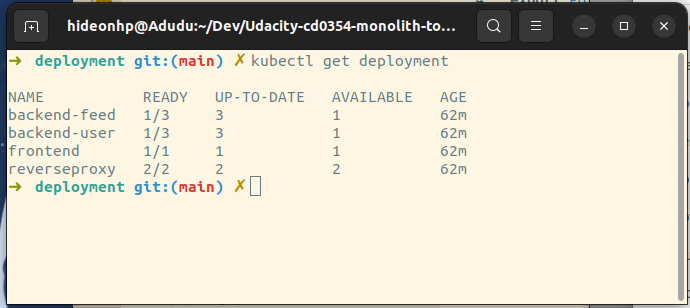 hideonhp@Adudu:~/Dev/Udacity-cd0354-monolith-to...
➜ deployment git:(main) ✗ kubectl get deployment
NAME READY UP-TO-DATE AVAILABLE AGE
backend-feed 1/3 3 1 62m
backend-user 1/3 3 1 62m
frontend 1/1 1 1 62m
reverseproxy 2/2 2 2 62m
➜ deployment git:(main) ✗